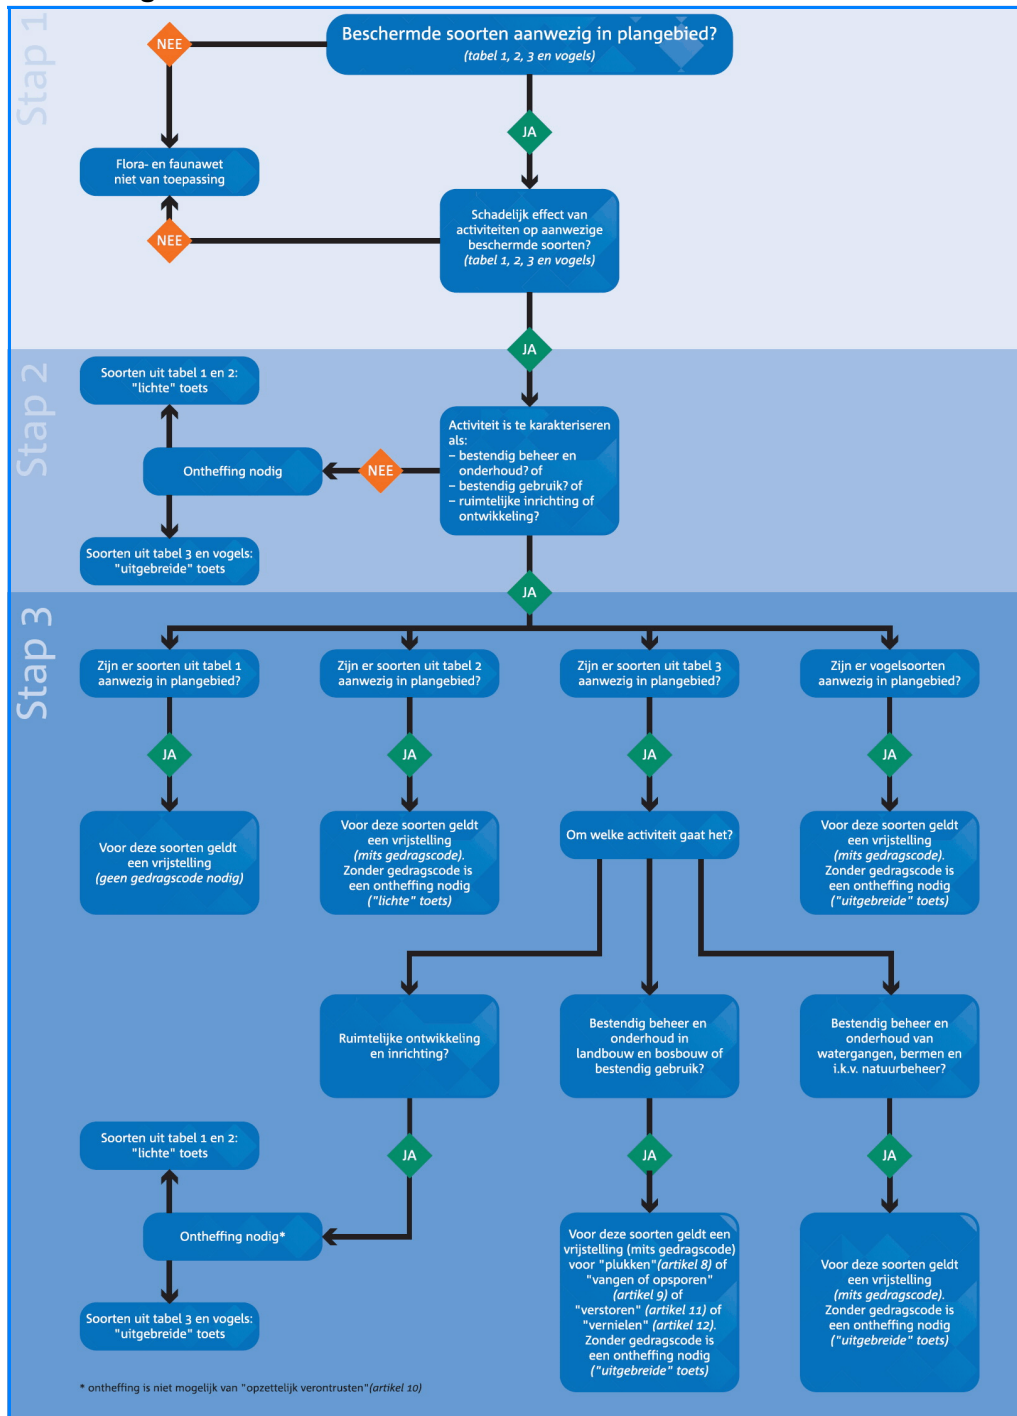 Stap 1
Beschermde soorten aanwezig in plangebied?
(tabel 1, 2, 3 en vogels)
NEE
JA
Flora- en faunawet
niet van toepassing
Schadelijk effect van
activiteiten op aanwezige
beschermde soorten?
(tabel 1, 2, 3 en vogels)
NEE
JA
Stap 2
Soorten uit tabel 1 en 2:
"lichte" toets
Activiteit is te karakteriseren
als:
– bestendig beheer en
onderhoud? of
– bestendig gebruik? of
– ruimtelijke inrichting of
ontwikkeling?
NEE
Ontheffing nodig
Soorten uit tabel 3 en vogels:
"uitgebreide" toets
JA
Stap 3
Zijn er soorten uit tabel 1
aanwezig in plangebied?
Zijn er soorten uit tabel 2
aanwezig in plangebied?
Zijn er soorten uit tabel 3
aanwezig in plangebied?
Zijn er vogelsoorten
aanwezig in plangebied?
JA
JA
JA
JA
Voor deze soorten geldt
een vrijstelling
(geen gedragscode nodig)
Voor deze soorten geldt
een vrijstelling
(mits gedragscode).
Zonder gedragscode is
een ontheffing nodig
("lichte" toets)
Om welke activiteit gaat het?
Voor deze soorten geldt
een vrijstelling
(mits gedragscode).
Zonder gedragscode is
een ontheffing nodig
("uitgebreide" toets)
Ruimtelijke ontwikkeling
en inrichting?
Bestendig beheer en
onderhoud in
landbouw en bosbouw of
bestendig gebruik?
Bestendig beheer en
onderhoud van
watergangen, bermen en
i.k.v. natuurbeheer?
JA
JA
JA
Soorten uit tabel 1 en 2:
"lichte" toets
Ontheffing nodig*
Soorten uit tabel 3 en vogels:
"uitgebreide" toets
Voor deze soorten geldt een
vrijstelling (mits gedragscode)
voor "plukken"(artikel 8) of
"vangen of opsporen"
(artikel 9) of
"verstoren" (artikel 11) of
"vernielen" (artikel 12).
Zonder gedragscode is
een ontheffing nodig
("uitgebreide" toets)
Voor deze soorten geldt
een vrijstelling
(mits gedragscode).
Zonder gedragscode is
een ontheffing nodig
("uitgebreide" toets)
* ontheffing is niet mogelijk van "opzettelijk verontrusten"(artikel 10)